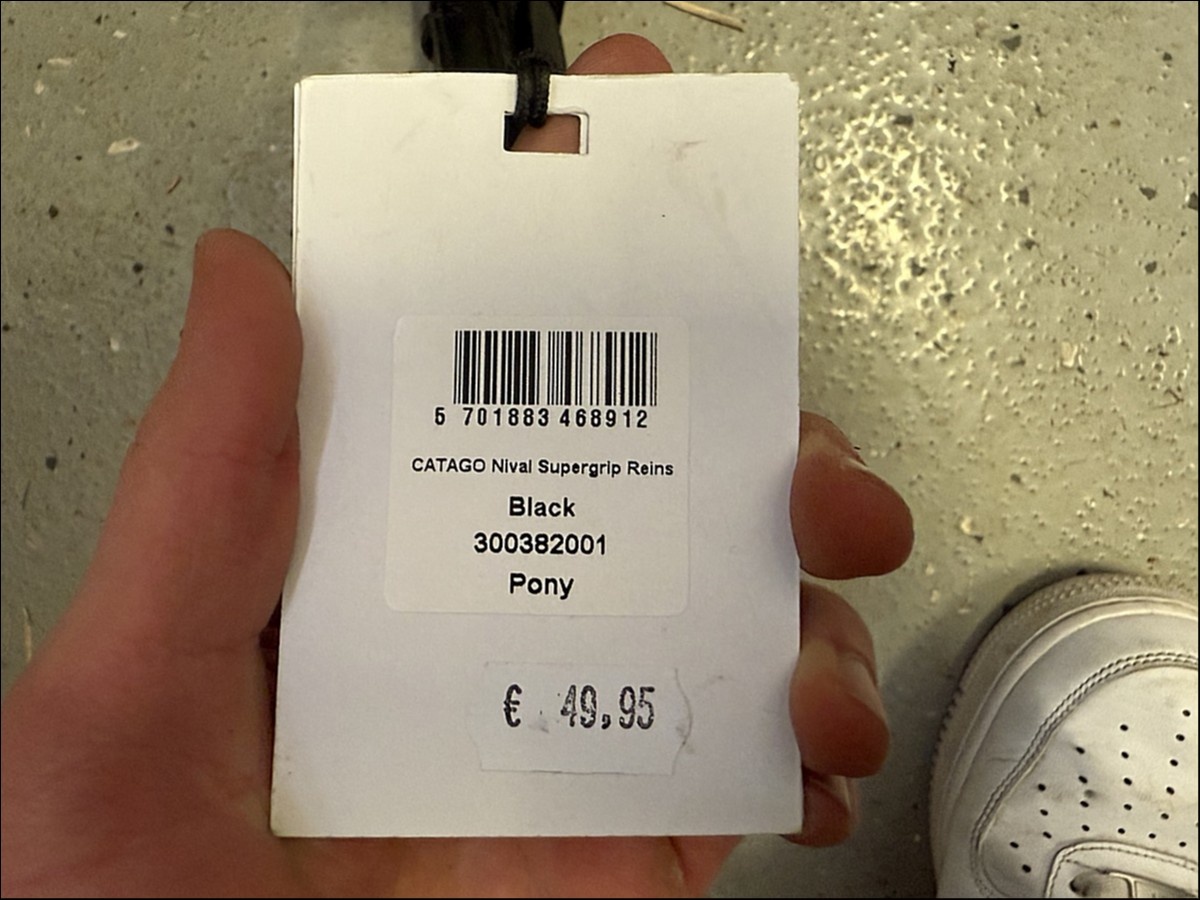 5 701883 468912
CATAGO Nival Supergrip Reins
Black
300382001
Pony
€ 49,95